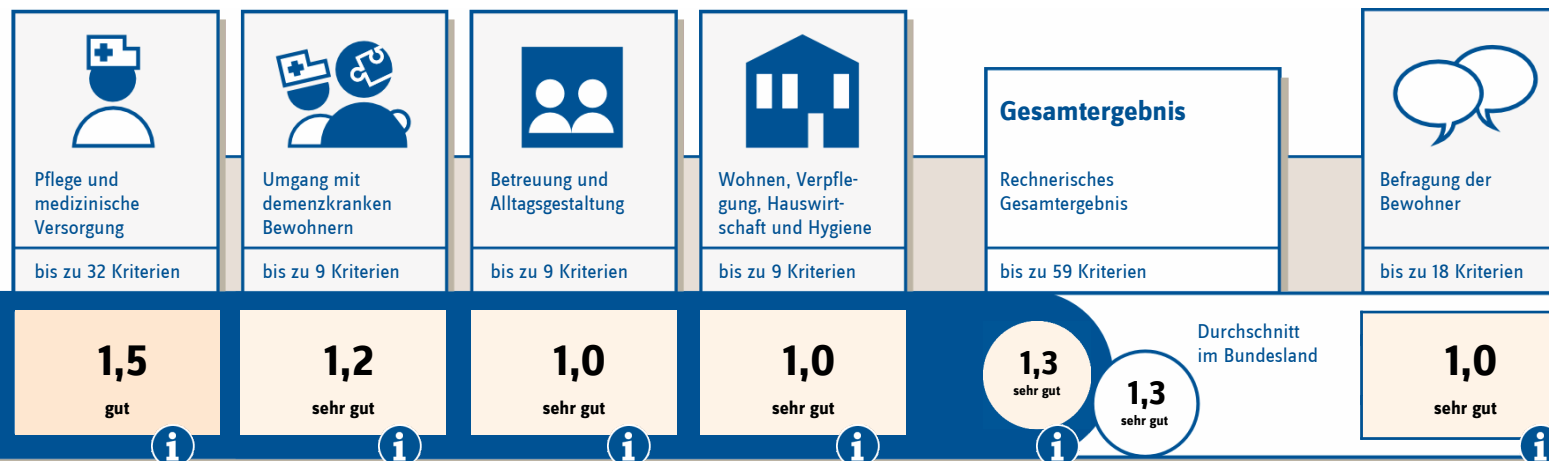 Pflege und
medizinische
Versorgung
bis zu 32 Kriterien
1,5
gut
i
Umgang mit
demenzkranken
Bewohnern
bis zu 9 Kriterien
1,2
sehr gut
i
Betreuung und
Alltagsgestaltung
bis zu 9 Kriterien
1,0
sehr gut
i
Wohnen, Verpfle-
gung, Hauswirt-
schaft und Hygiene
bis zu 9 Kriterien
1,0
sehr gut
i
Gesamtergebnis
Rechnerisches
Gesamtergebnis
bis zu 59 Kriterien
1,3
sehr gut
i
Durchschnitt
im Bundesland
1,3
sehr gut
Befragung der
Bewohner
bis zu 18 Kriterien
1,0
sehr gut
i